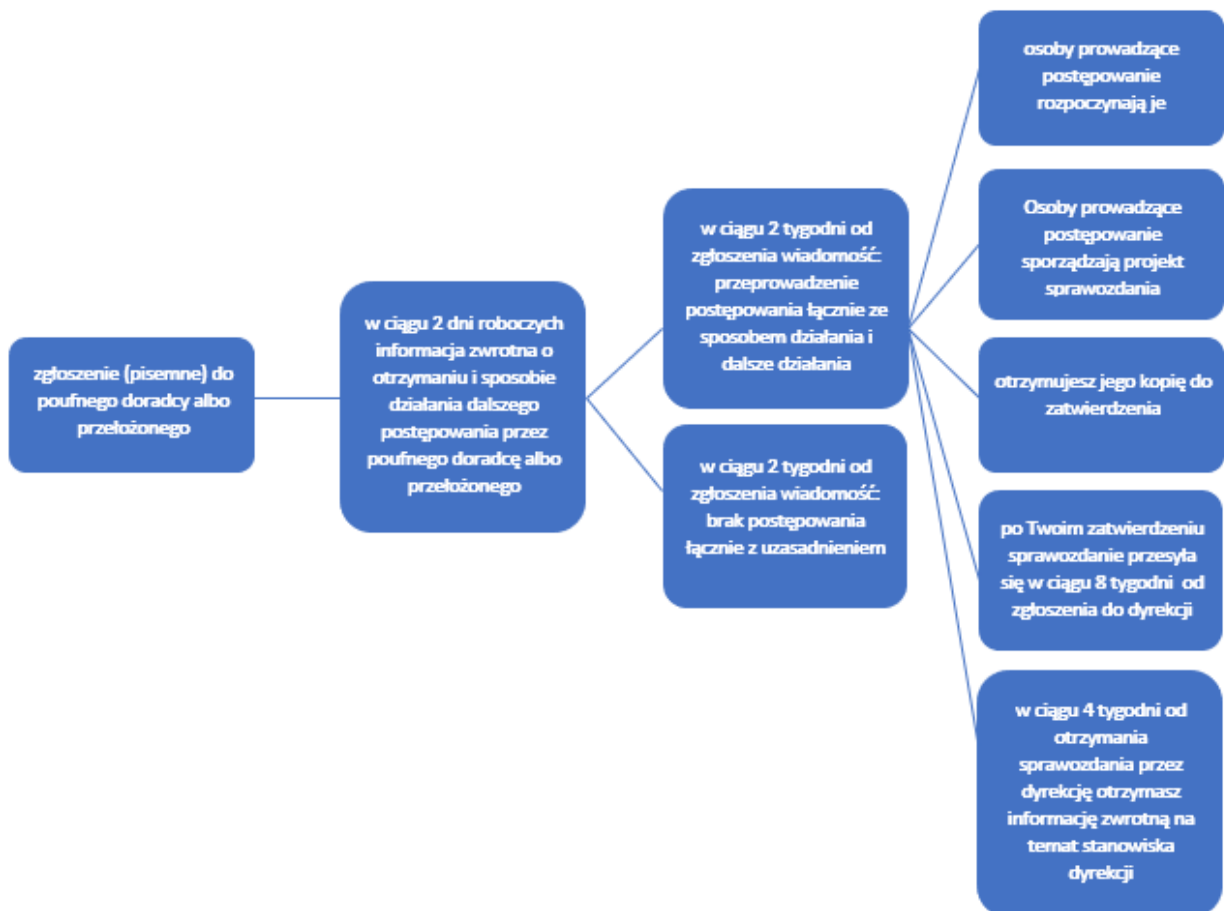 zgłoszenie (pisemne) do
poufnego doradcy albo
przełożonego
w ciągu 2 dni roboczych
informacja zwrotna o
otrzymaniu i sposobie
działania dalszego
postępowania przez
poufnego doradcę albo
przełożonego
w ciągu 2 tygodni od
zgłoszenia wiadomość:
przeprowadzenie
postępowania łącznie ze
sposobem działania i
dalsze działania
w ciągu 2 tygodni od
zgłoszenia wiadomość:
brak postępowania
łącznie z uzasadnieniem
osoby prowadzące
postępowanie
rozpoczynają je
Osoby prowadzące
postępowanie
sporządzają projekt
sprawozdania
otrzymujesz jego kopię do
zatwierdzenia
po Twoim zatwierdzeniu
sprawozdanie przesyła
się w ciągu 8 tygodni od
zgłoszenia do dyrekcji
w ciągu 4 tygodni od
otrzymania
sprawozdania przez
dyrekcję otrzymasz
informację zwrotną na
temat stanowiska
dyrekcji